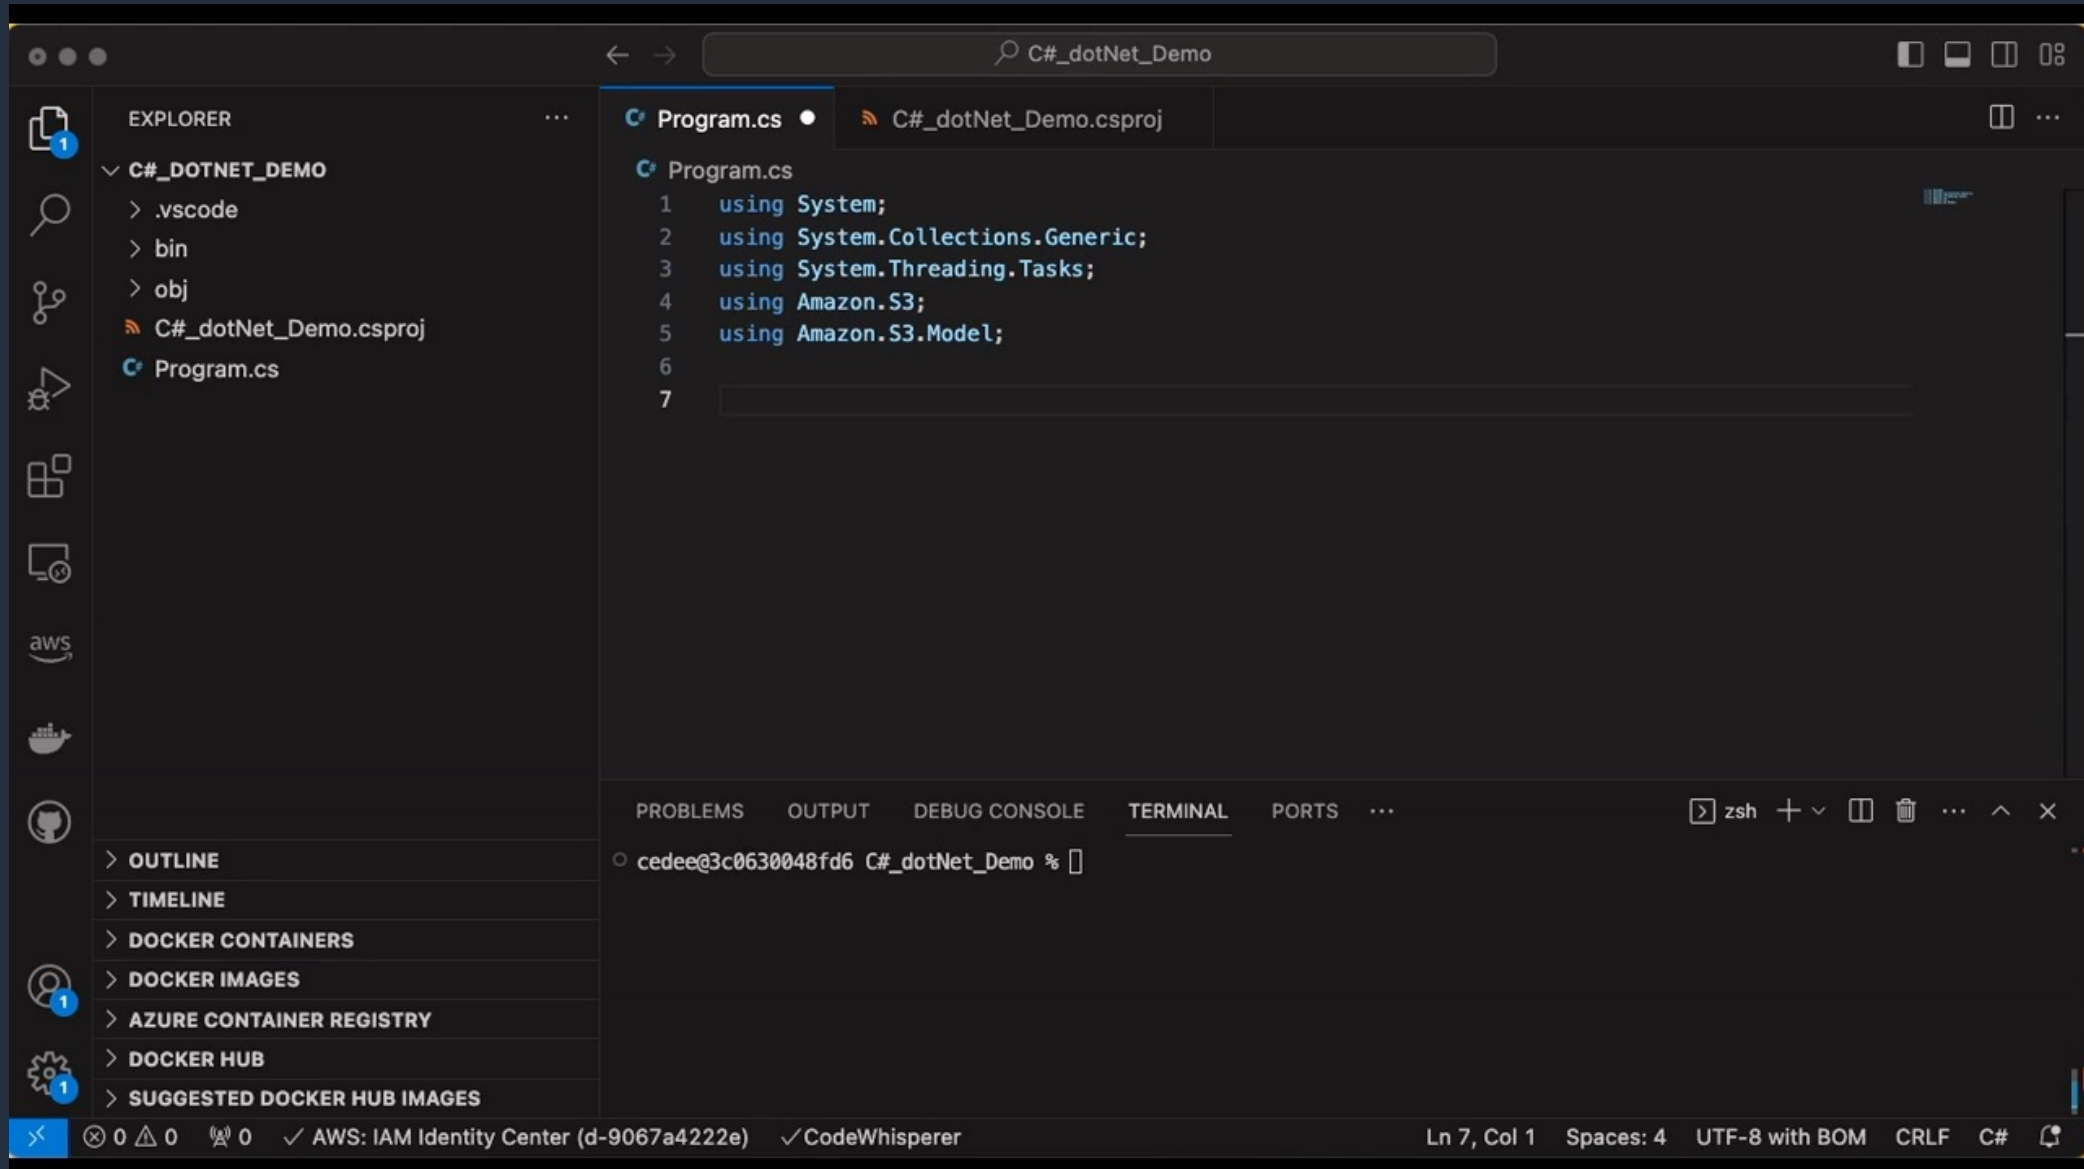 C#_dotNet_Demo
EXPLORER
Program.cs
C#_dotNet_Demo.csproj
1
C#_DOTNET_DEMO
.vscode
bin
obj
C#_dotNet_Demo.csproj
Program.cs
Program.cs
1 using System;
2 using System.Collections.Generic;
3 using System.Threading.Tasks;
4 using Amazon.S3;
5 using Amazon.S3.Model;
6
7
aws
PROBLEMS OUTPUT DEBUG CONSOLE TERMINAL PORTS
zsh
cedee@3c0630048fd6 C#_dotNet_Demo %
OUTLINE
TIMELINE
DOCKER CONTAINERS
DOCKER IMAGES
1
AZURE CONTAINER REGISTRY
DOCKER HUB
1
SUGGESTED DOCKER HUB IMAGES
0 0 0 AWS: IAM Identity Center (d-9067a4222e) CodeWhisperer Ln 7, Col 1 Spaces: 4 UTF-8 with BOM CRLF C#